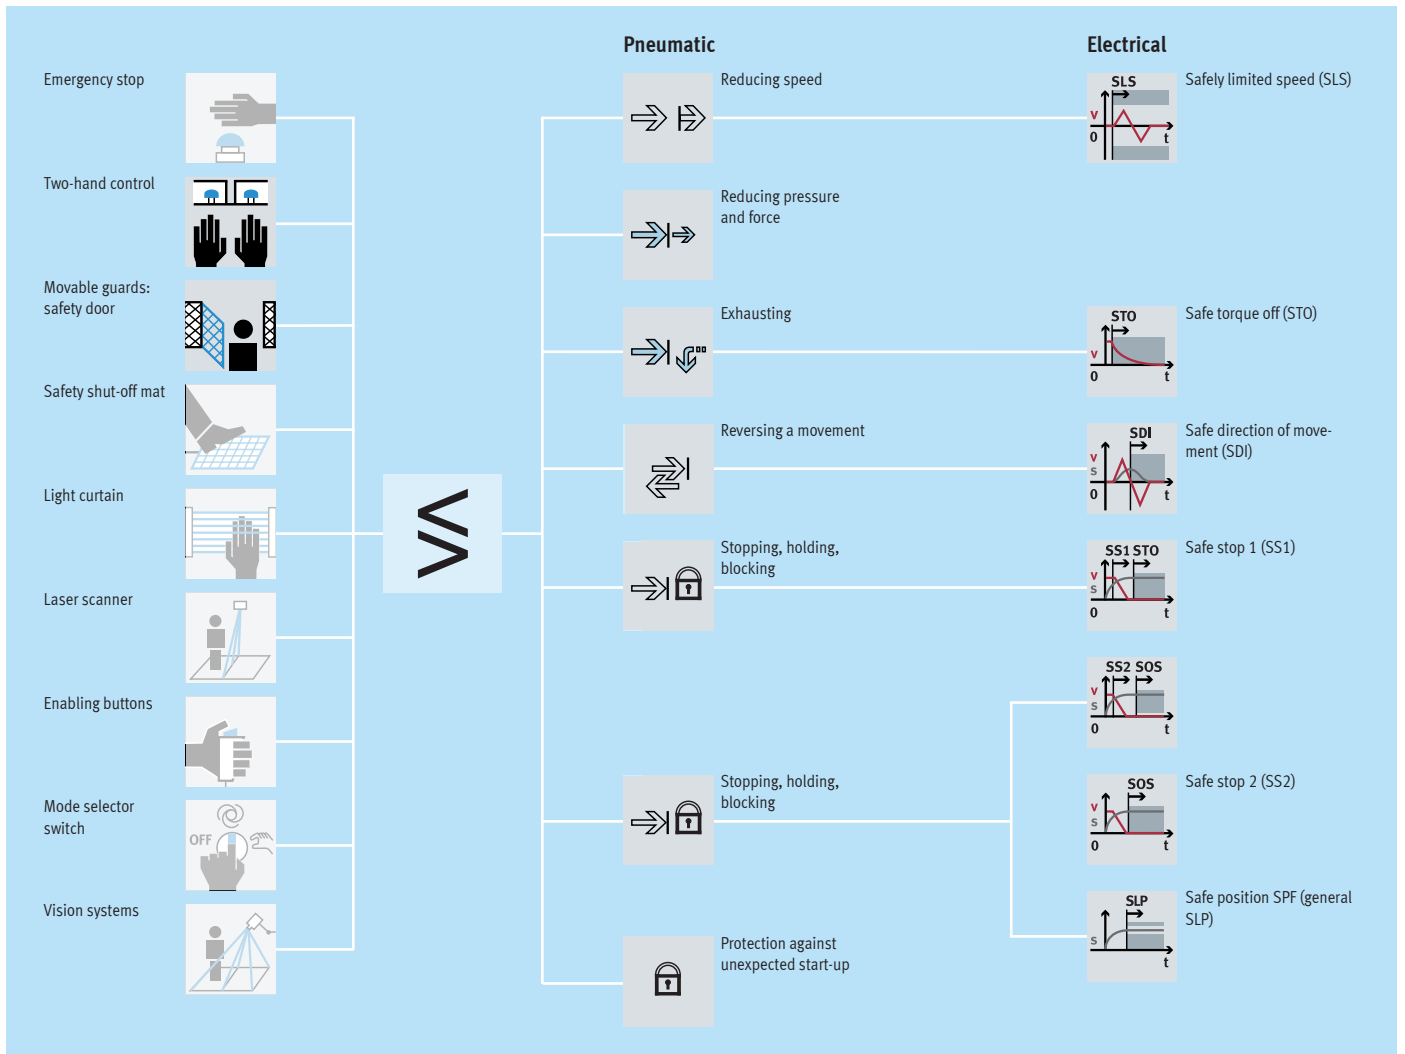 Pneumatic
Electrical
Emergency stop
Two-hand control
Movable guards:
safety door
Safety shut-off mat
Light curtain
Laser scanner
Enabling buttons
Mode selector
switch
OFF
Vision systems
Reducing speed
Reducing pressure
and force
Exhausting
Reversing a movement
Stopping, holding,
blocking
Stopping, holding,
blocking
Protection against
unexpected start-up
SLS
v
0
t
Safely limited speed (SLS)
STO
v
0
t
Safe torque off (STO)
SDI
v
s
0
t
Safe direction of move-
ment (SDI)
SS1 STO
v
s
0
t
Safe stop 1 (SS1)
SS2 SOS
v
s
0
t
SOS
v
s
0
t
Safe stop 2 (SS2)
SLP
s
t
Safe position SPF (general
SLP)